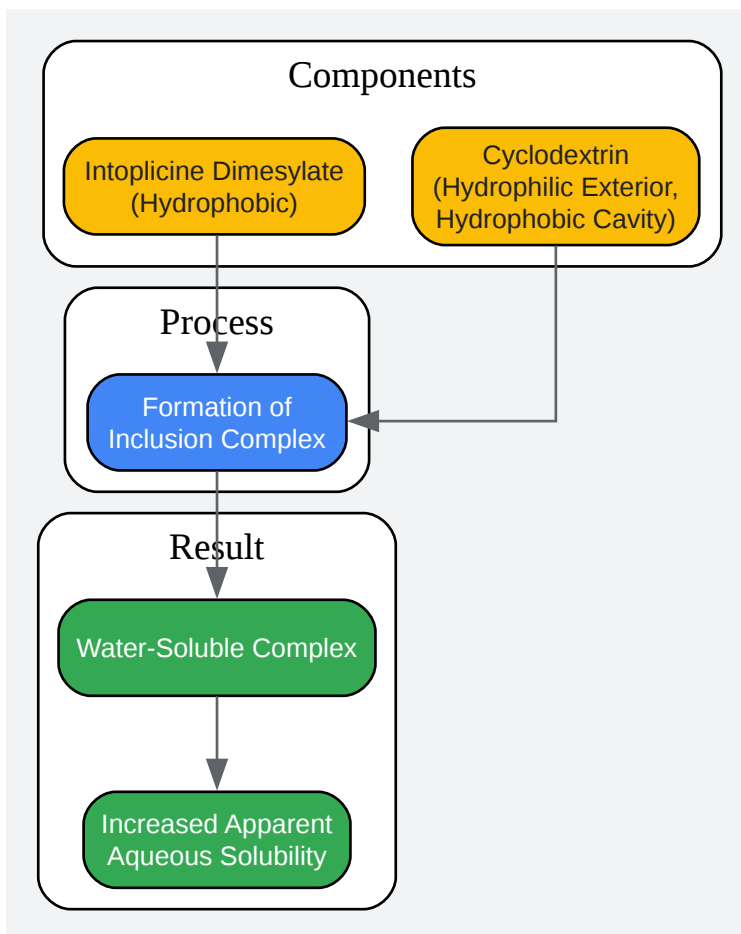 Components
Intoplicine Dimesylate
(Hydrophobic)
Cyclodextrin
(Hydrophilic Exterior,
Hydrophobic Cavity)
Process
Formation of
Inclusion Complex
Result
Water-Soluble Complex
Increased Apparent
Aqueous Solubility